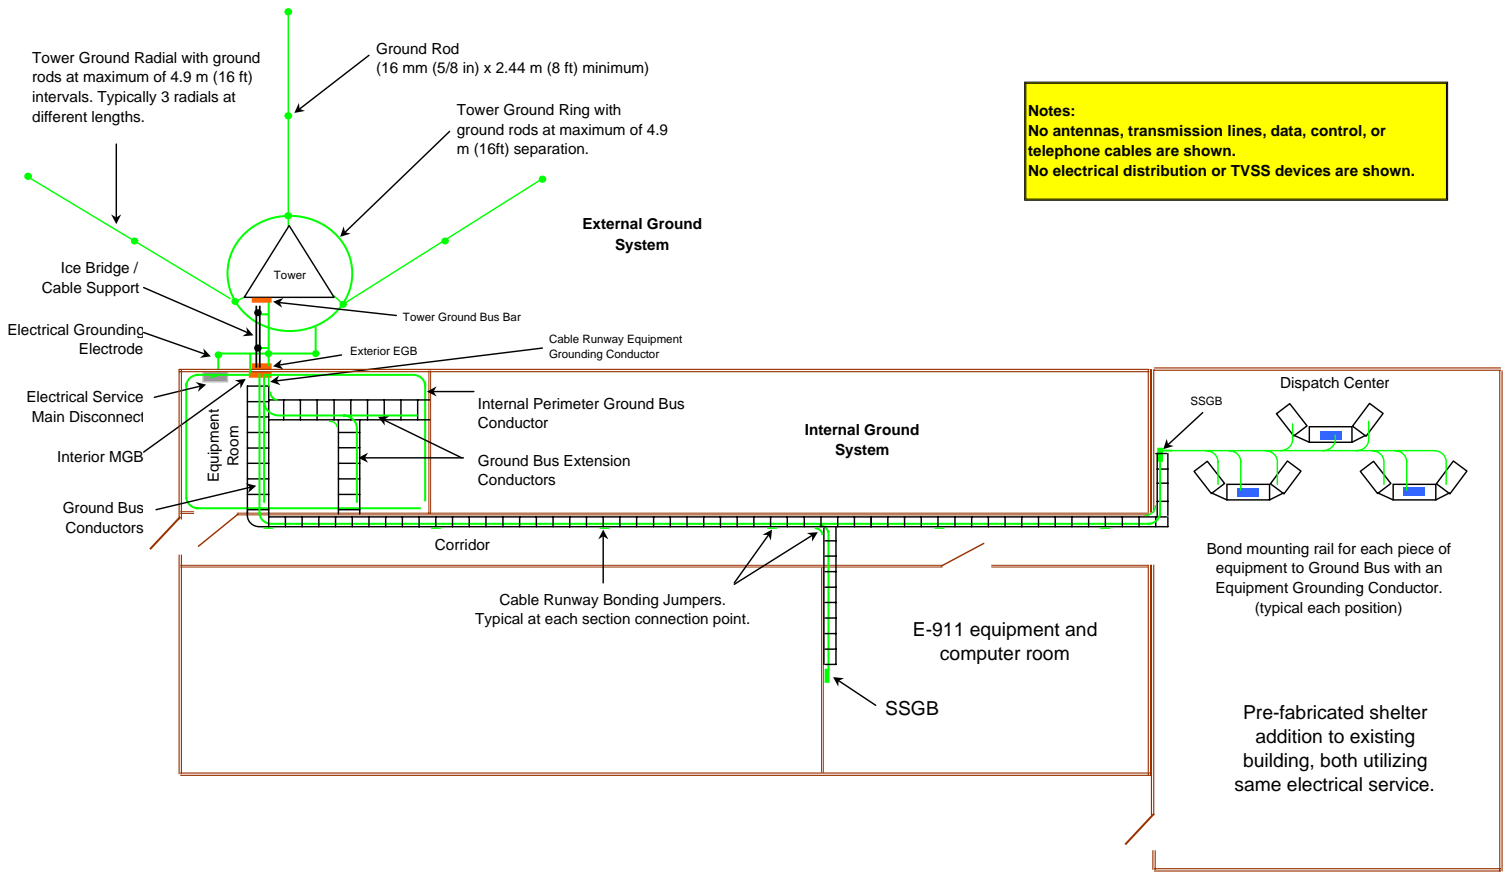 Tower Ground Radial with ground
rods at maximum of 4.9 m (16 ft)
intervals. Typically 3 radials at
different lengths.
Ground Rod
(16 mm (5/8 in) x 2.44 m (8 ft) minimum)
Tower Ground Ring with
ground rods at maximum of 4.9
m (16ft) separation.
Notes:
No antennas, transmission lines, data, control, or
telephone cables are shown.
No electrical distribution or TVSS devices are shown.
External Ground
System
Tower
Ice Bridge /
Cable Support
Tower Ground Bus Bar
Electrical Grounding
Electrode
Exterior EGB
Cable Runway Equipment
Grounding Conductor
Electrical Service
Main Disconnect
Interior MGB
Ground Bus
Conductors
Equipment
Room
Internal Perimeter Ground Bus
Conductor
Ground Bus Extension
Conductors
Internal Ground
System
Dispatch Center
SSGB
Corridor
Cable Runway Bonding Jumpers.
Typical at each section connection point.
E-911 equipment and
computer room
SSGB
Bond mounting rail for each piece of
equipment to Ground Bus with an
Equipment Grounding Conductor.
(typical each position)
Pre-fabricated shelter
addition to existing
building, both utilizing
same electrical service.